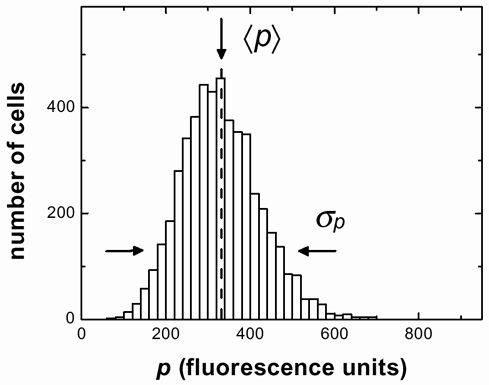 ⟨p⟩
number of cells
400
200
0
σp
0 200 400 600 800
p (fluorescence units)